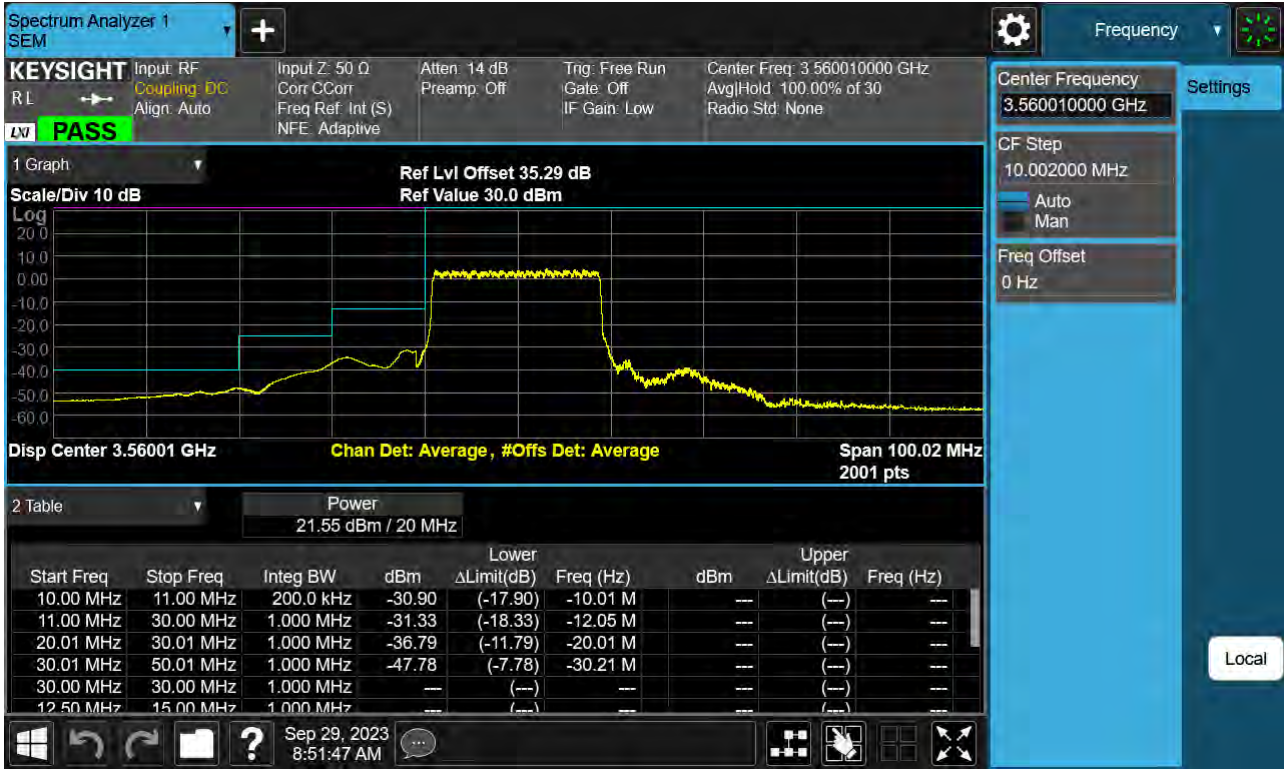 Spectrum Analyzer 1
SEM
+
Frequency
KEYSIGHT
R L
LXI
PASS
Input: RF
Coupling: DC
Align: Auto
Input Z: 50 Ω
Corr CCorr
Freq Ref: Int (S)
NFE: Adaptive
Atten: 14 dB
Preamp: Off
Trig: Free Run
Gate: Off
IF Gain: Low
Center Freq: 3.560010000 GHz
Avg|Hold: 100.00% of 30
Radio Std: None
Center Frequency
3.560010000 GHz
Settings
CF Step
10.002000 MHz
Auto
Man
Freq Offset
0 Hz
Local
1 Graph
Scale/Div 10 dB
Ref Lvl Offset 35.29 dB
Ref Value 30.0 dBm
Log
20.0
10.0
0.00
-10.0
-20.0
-30.0
-40.0
-50.0
-60.0
Disp Center 3.56001 GHz
Chan Det: Average, #Offs Det: Average
Span 100.02 MHz
2001 pts
2 Table
Power
21.55 dBm / 20 MHz
Lower Upper
Start Freq Stop Freq Integ BW dBm ΔLimit(dB) Freq (Hz) dBm ΔLimit(dB) Freq (Hz)
10.00 MHz 11.00 MHz 200.0 kHz -30.90 (-17.90) -10.01 M --- (---) ---
11.00 MHz 30.00 MHz 1.000 MHz -31.33 (-18.33) -12.05 M --- (---) ---
20.01 MHz 30.01 MHz 1.000 MHz -36.79 (-11.79) -20.01 M --- (---) ---
30.01 MHz 50.01 MHz 1.000 MHz -47.78 (-7.78) -30.21 M --- (---) ---
30.00 MHz 30.00 MHz 1.000 MHz --- (---) --- --- (---) ---
12.50 MHz 15.00 MHz 1.000 MHz --- (---) --- --- (---) ---
?
Sep 29, 2023
8:51:47 AM